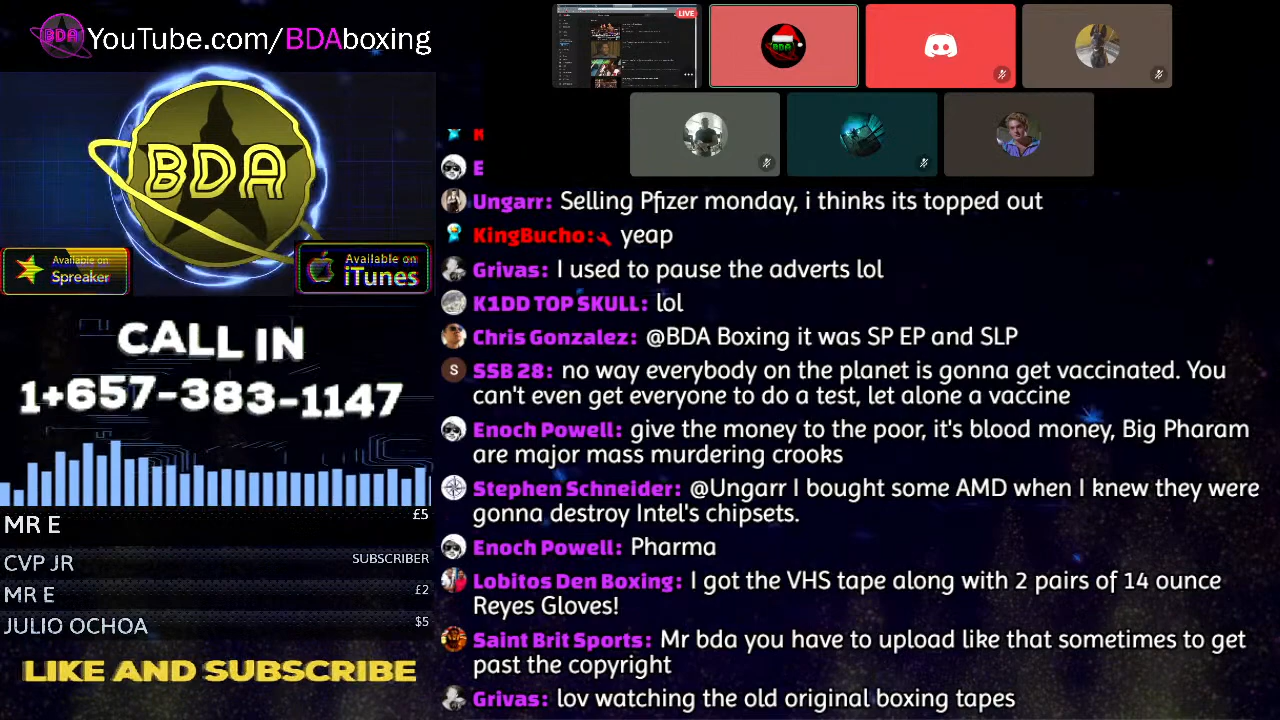 BDA
YouTube.com/BDAboxing
LIVE
BDA
BDA
Available on
Spreaker
Available on
iTunes
CALL IN
1+657-383-1147
MR E £5
CVP JR SUBSCRIBER
MR E £2
JULIO OCHOA $5
LIKE AND SUBSCRIBE
K
E
Ungarr: Selling Pfizer monday, i thinks its topped out
KingBucho: yeap
Grivas: I used to pause the adverts lol
K1DD TOP SKULL: lol
Chris Gonzalez: @BDA Boxing it was SP EP and SLP
S SSB 28: no way everybody on the planet is gonna get vaccinated. You
can't even get everyone to do a test, let alone a vaccine
Enoch Powell: give the money to the poor, it's blood money, Big Pharam
are major mass murdering crooks
Stephen Schneider: @Ungarr I bought some AMD when I knew they were
gonna destroy Intel's chipsets.
Enoch Powell: Pharma
Lobitos Den Boxing: I got the VHS tape along with 2 pairs of 14 ounce
Reyes Gloves!
Saint Brit Sports: Mr bda you have to upload like that sometimes to get
past the copyright
Grivas: lov watching the old original boxing tapes